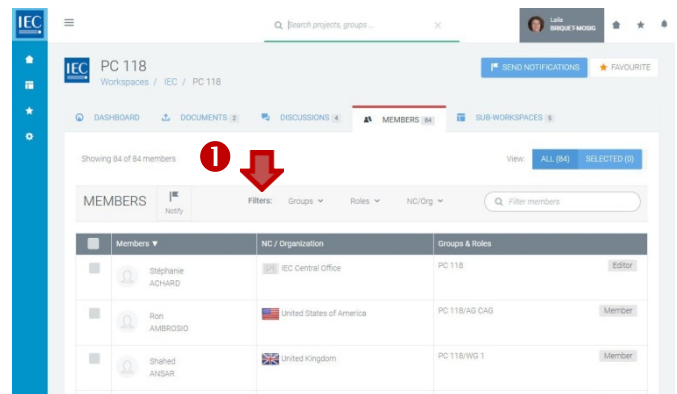 IEC
Search projects, groups ...
Laila
BRIQUET-MOSIG
IEC
PC 118
Workspaces / IEC / PC 118
SEND NOTIFICATIONS
FAVOURITE
DASHBOARD
DOCUMENTS 2
DISCUSSIONS 4
MEMBERS 84
SUB-WORKSPACES 5
Showing 84 of 84 members
1
View: ALL (84) SELECTED (0)
MEMBERS
Notify
Filters: Groups Roles NC/Org
Filter members
Members NC / Organization Groups & Roles
Stéphanie
ACHARD
IEC Central Office
PC 118
Editor
Ron
AMBROSIO
United States of America
PC 118/AG CAG
Member
Shahed
ANSAR
United Kingdom
PC 118/WG 1
Member